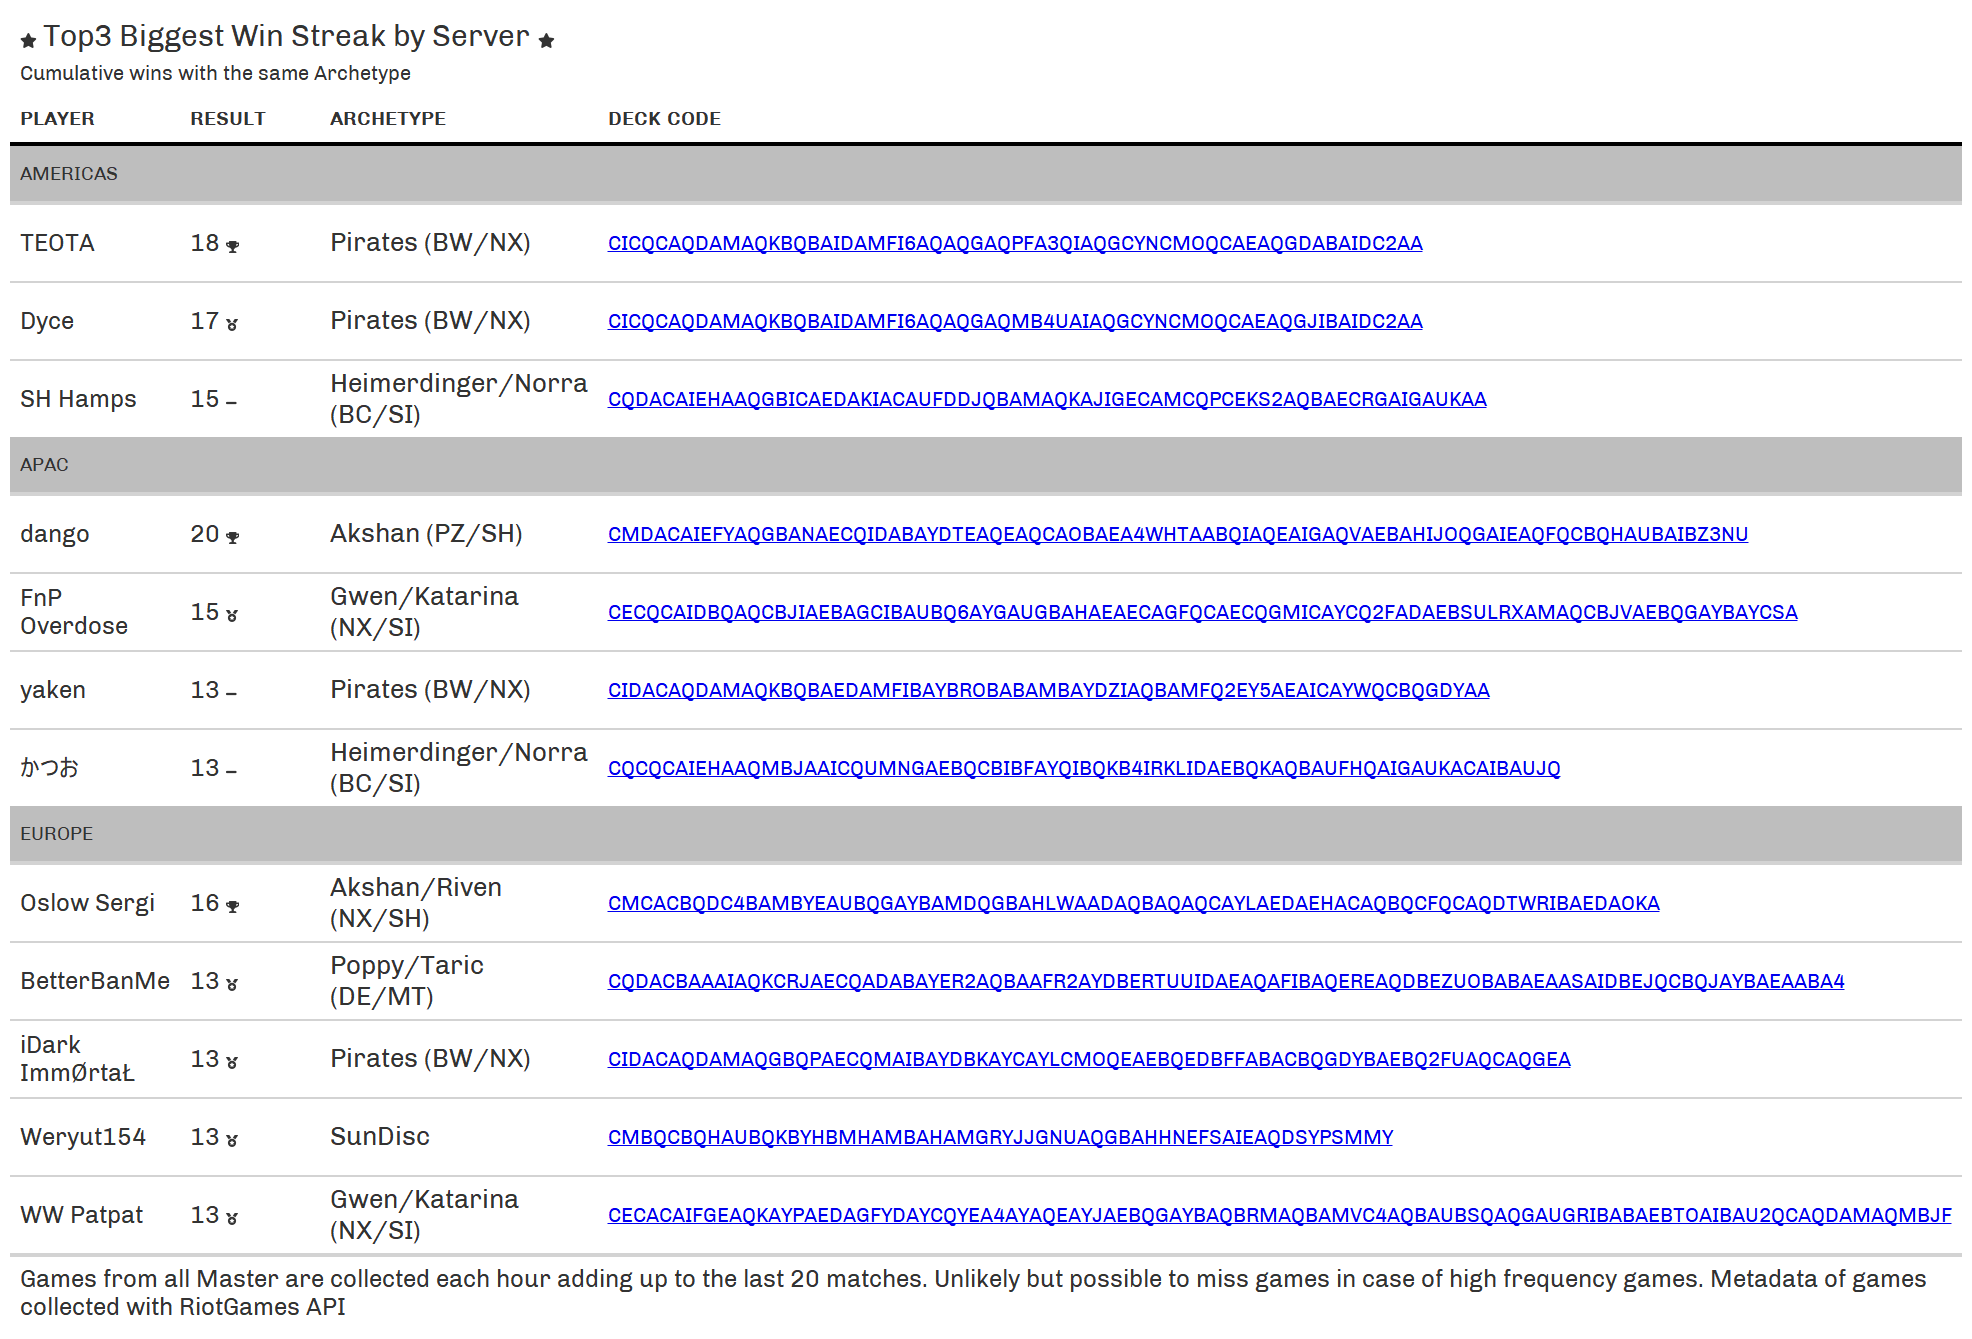 ★ Top3 Biggest Win Streak by Server ★
Cumulative wins with the same Archetype
PLAYER RESULT ARCHETYPE DECK CODE
AMERICAS
TEOTA 18 Pirates (BW/NX) CICQCAQDAMAQKBQBAIDAMFI6AQAQGAQPFA3QIAQGCYNCMOQCAEAQGDABAIDC2AA
Dyce 17 Pirates (BW/NX) CICQCAQDAMAQKBQBAIDAMFI6AQAQGAQMB4UAIAQGCYNCMOQCAEAQGJIBAIDC2AA
SH Hamps 15 – Heimerdinger/Norra (BC/SI) CQDACAIEHAAQGBICAEDAKIACAUFDDJQBAMAQKAJIGECAMCQPCEKS2AQBAECRGAIGAUKAA
APAC
dango 20 Akshan (PZ/SH) CMDACAIEFYAQGBANAECQIDABAYDTEAQEAQCAOBAEA4WHTAABQIAQEAIGAQVAEBAHIJOQGAIEAQFQCBQHAUBAIBZ3NU
FnP Overdose 15 Gwen/Katarina (NX/SI) CECQCAIDBQAQCBJIAEBAGCIBAUBQ6AYGAUGBAHAEAECAGFQCAECQGMICAYCQ2FADAEBSULRXAMAQCBJVAEBQGAYBAYCSA
yaken 13 – Pirates (BW/NX) CIDACAQDAMAQKBQBAEDAMFIBAYBROBABAMBAYDZIAQBAMFQ2EY5AEAICAYWQCBQGDYAA
かつお 13 – Heimerdinger/Norra (BC/SI) CQCQCAIEHAAQMBJAAICQUMNGAEBQCBIBFAYQIBQKB4IRKLIDAEBQKAQBAUFHQAIGAUKACAIBAUJQ
EUROPE
Oslow Sergi 16 Akshan/Riven (NX/SH) CMCACBQDC4BAMBYEAUBQGAYBAMDQGBAHLWAADAQBAQAQCAYLAEDAEHACAQBQCFQCAQDTWRIBAEDAOKA
BetterBanMe 13 Poppy/Taric (DE/MT) CQDACBAAAIAQKCRJAECQADABAYER2AQBAAFR2AYDBERTUUIDAEAQAFIBAQEREAQDBEZUOBABAEAASAIDBEJQCBQJAYBAEAABA4
iDark ImmØrtaŁ 13 Pirates (BW/NX) CIDACAQDAMAQGBQPAECQMAIBAYDBKAYCAYLCMOQEAEBQEDBFFABACBQGDYBAEBQ2FUAQCAQGEA
Weryut154 13 SunDisc CMBQCBQHAUBQKBYHBMHAMBAHAMGRYJJGNUAQGBAHHNEFSAIEAQDSYPSMMY
WW Patpat 13 Gwen/Katarina (NX/SI) CECACAIFGEAQKAYPAEDAGFYDAYCQYEA4AYAQEAYJAEBQGAYBAQBRMAQBAMVC4AQBAUBSQAQGAUGRIBABAEBTOAIBAU2QCAQDAMAQMBJF
Games from all Master are collected each hour adding up to the last 20 matches. Unlikely but possible to miss games in case of high frequency games. Metadata of games
collected with RiotGames API